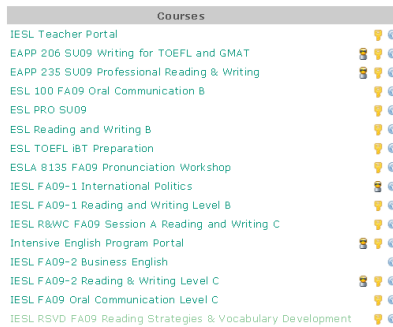 Courses
IESL Teacher Portal
EAPP 206 SU09 Writing for TOEFL and GMAT
EAPP 235 SU09 Professional Reading & Writing
ESL 100 FA09 Oral Communication B
ESL PRO SU09
ESL Reading and Writing B
ESL TOEFL iBT Preparation
ESLA 8135 FA09 Pronunciation Workshop
IESL FA09-1 International Politics
IESL FA09-1 Reading and Writing Level B
IESL R&WC FA09 Session A Reading and Writing C
Intensive English Program Portal
IESL FA09-2 Business English
IESL FA09-2 Reading & Writing Level C
IESL FA09 Oral Communication Level C
IESL RSVD FA09 Reading Strategies & Vocabulary Development